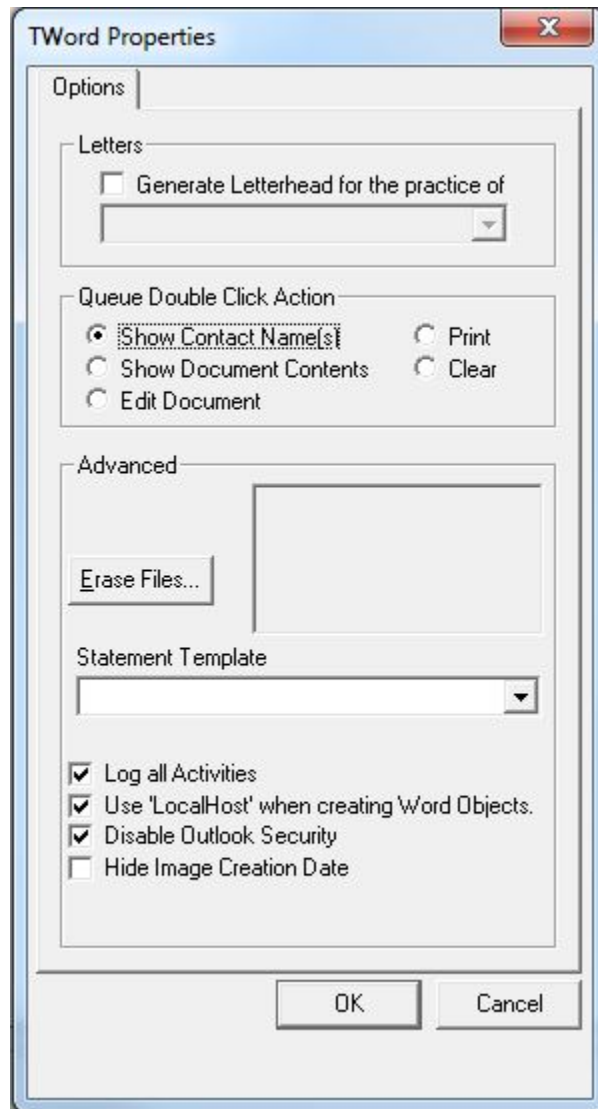 TWord Properties
Options
Letters
Generate Letterhead for the practice of
Queue Double Click Action
Show Contact Name(s) Print
Show Document Contents Clear
Edit Document
Advanced
Erase Files...
Statement Template
Log all Activities
Use 'LocalHost' when creating Word Objects.
Disable Outlook Security
Hide Image Creation Date
OK Cancel